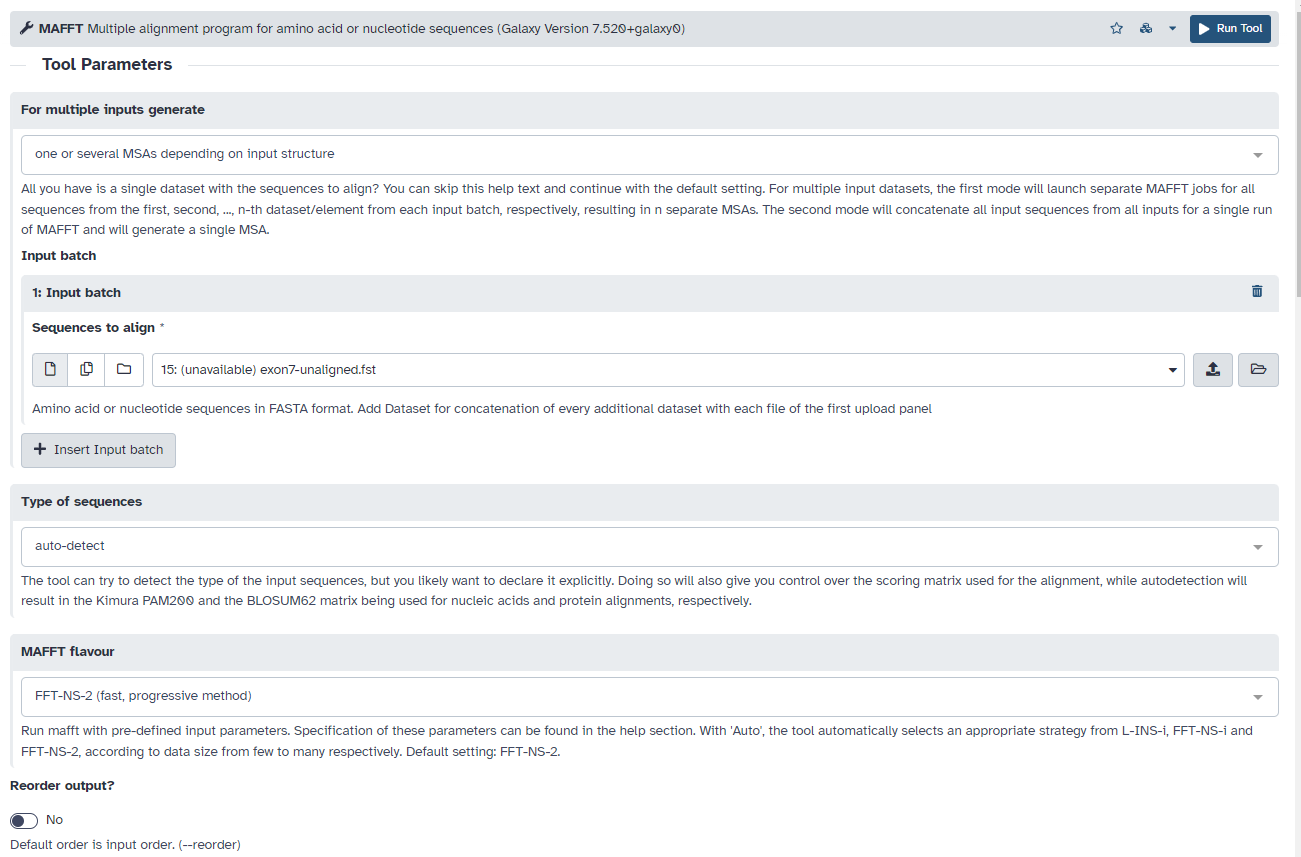 MAFFT Multiple alignment program for amino acid or nucleotide sequences (Galaxy Version 7.520+galaxy0)
Run Tool
Tool Parameters
For multiple inputs generate
one or several MSAs depending on input structure
All you have is a single dataset with the sequences to align? You can skip this help text and continue with the default setting. For multiple input datasets, the first mode will launch separate MAFFT jobs for all
sequences from the first, second, ..., n-th dataset/element from each input batch, respectively, resulting in n separate MSAs. The second mode will concatenate all input sequences from all inputs for a single run
of MAFFT and will generate a single MSA.
Input batch
1: Input batch
Sequences to align *
15: (unavailable) exon7-unaligned.fst
Amino acid or nucleotide sequences in FASTA format. Add Dataset for concatenation of every additional dataset with each file of the first upload panel
Insert Input batch
Type of sequences
auto-detect
The tool can try to detect the type of the input sequences, but you likely want to declare it explicitly. Doing so will also give you control over the scoring matrix used for the alignment, while autodetection will
result in the Kimura PAM200 and the BLOSUM62 matrix being used for nucleic acids and protein alignments, respectively.
MAFFT flavour
FFT-NS-2 (fast, progressive method)
Run mafft with pre-defined input parameters. Specification of these parameters can be found in the help section. With 'Auto', the tool automatically selects an appropriate strategy from L-INS-i, FFT-NS-i and
FFT-NS-2, according to data size from few to many respectively. Default setting: FFT-NS-2.
Reorder output?
No
Default order is input order. (--reorder)